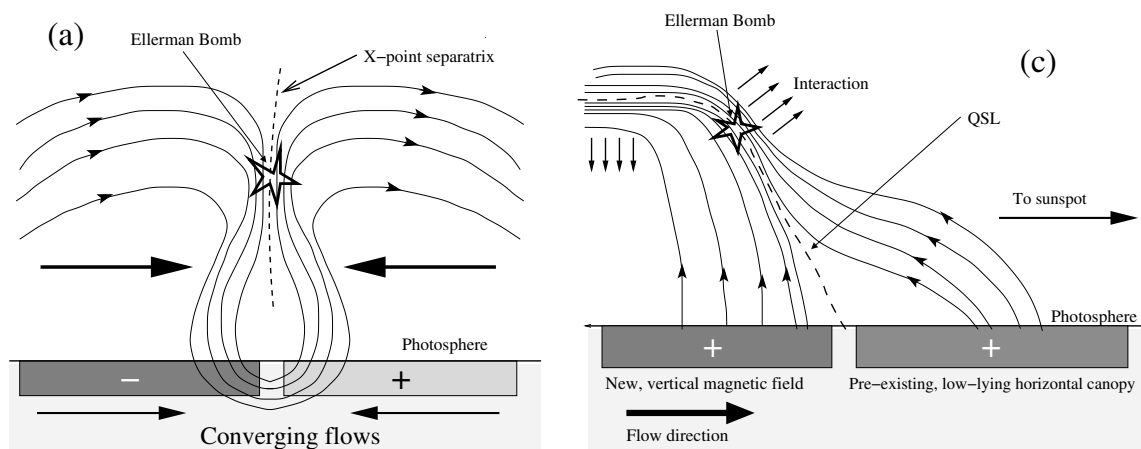 (a)
Ellerman Bomb
X−point separatrix
Photosphere
− +
Converging flows
Ellerman Bomb
(c)
Interaction
QSL
To sunspot
Photosphere
+ +
New, vertical magnetic field
Pre−existing, low−lying horizontal canopy
Flow direction